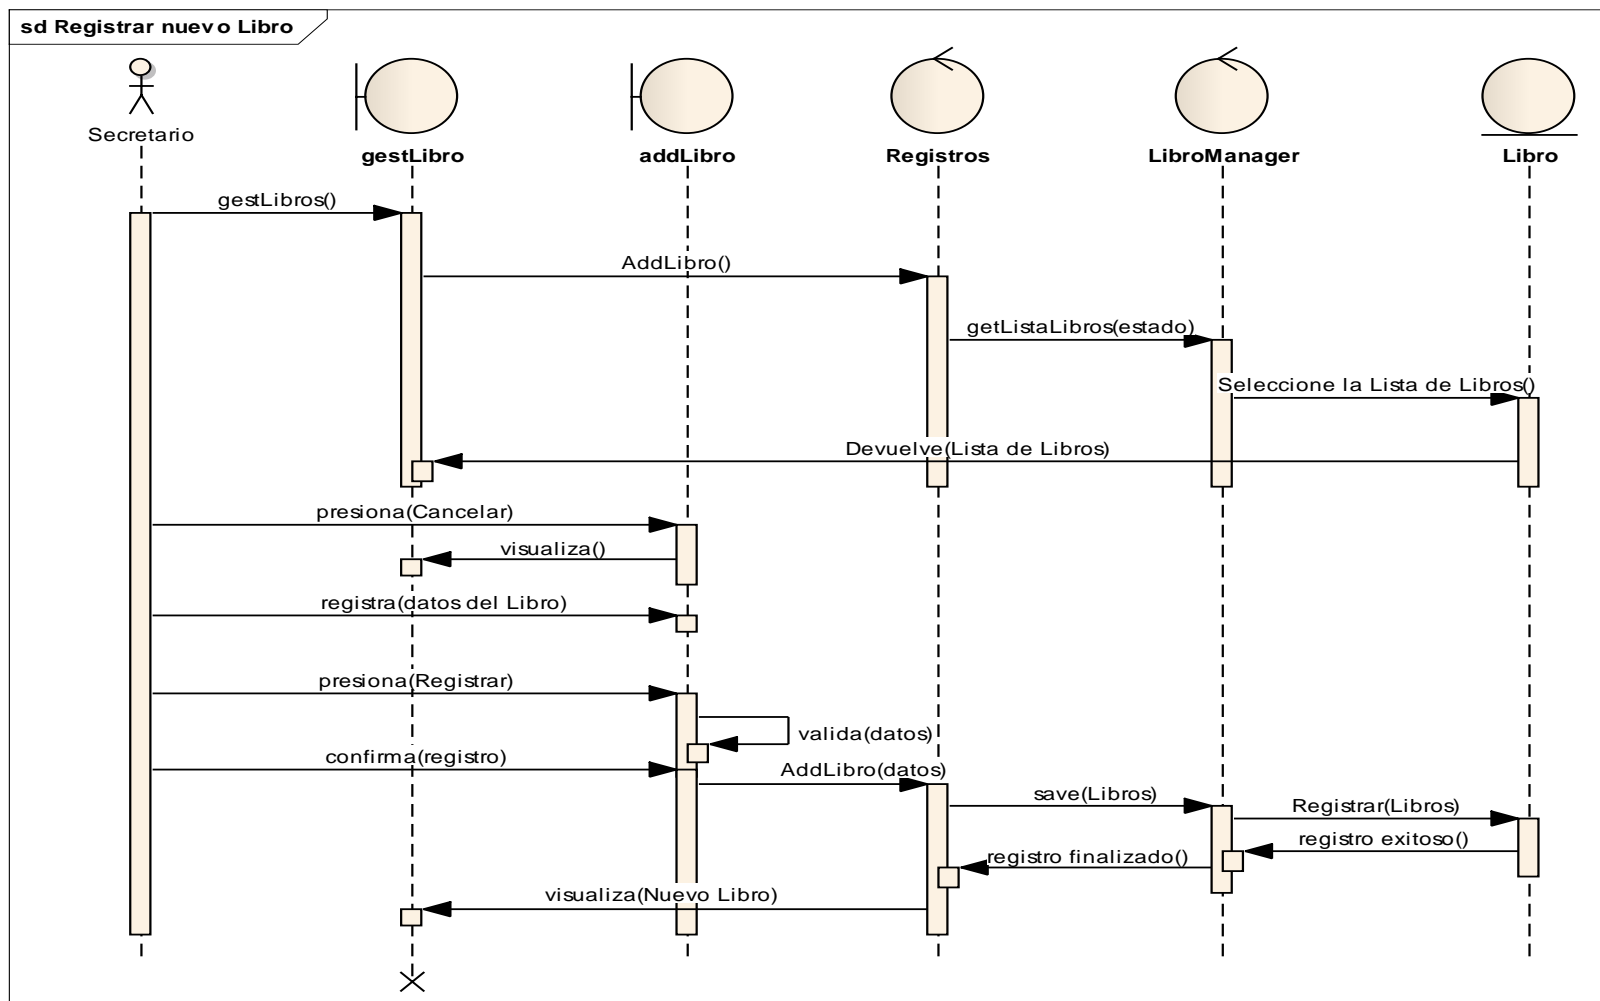 sd Registrar nuevo Libro
Secretario
gestLibro
addLibro
Registros
LibroManager
Libro
gestLibros()
AddLibro()
getListaLibros(estado)
Seleccione la Lista de Libros()
Devuelve(Lista de Libros)
presiona(Cancelar)
visualiza()
registra(datos del Libro)
presiona(Registrar)
valida(datos)
confirma(registro)
AddLibro(datos)
save(Libros)
Registrar(Libros)
registro exitoso()
registro finalizado()
visualiza(Nuevo Libro)